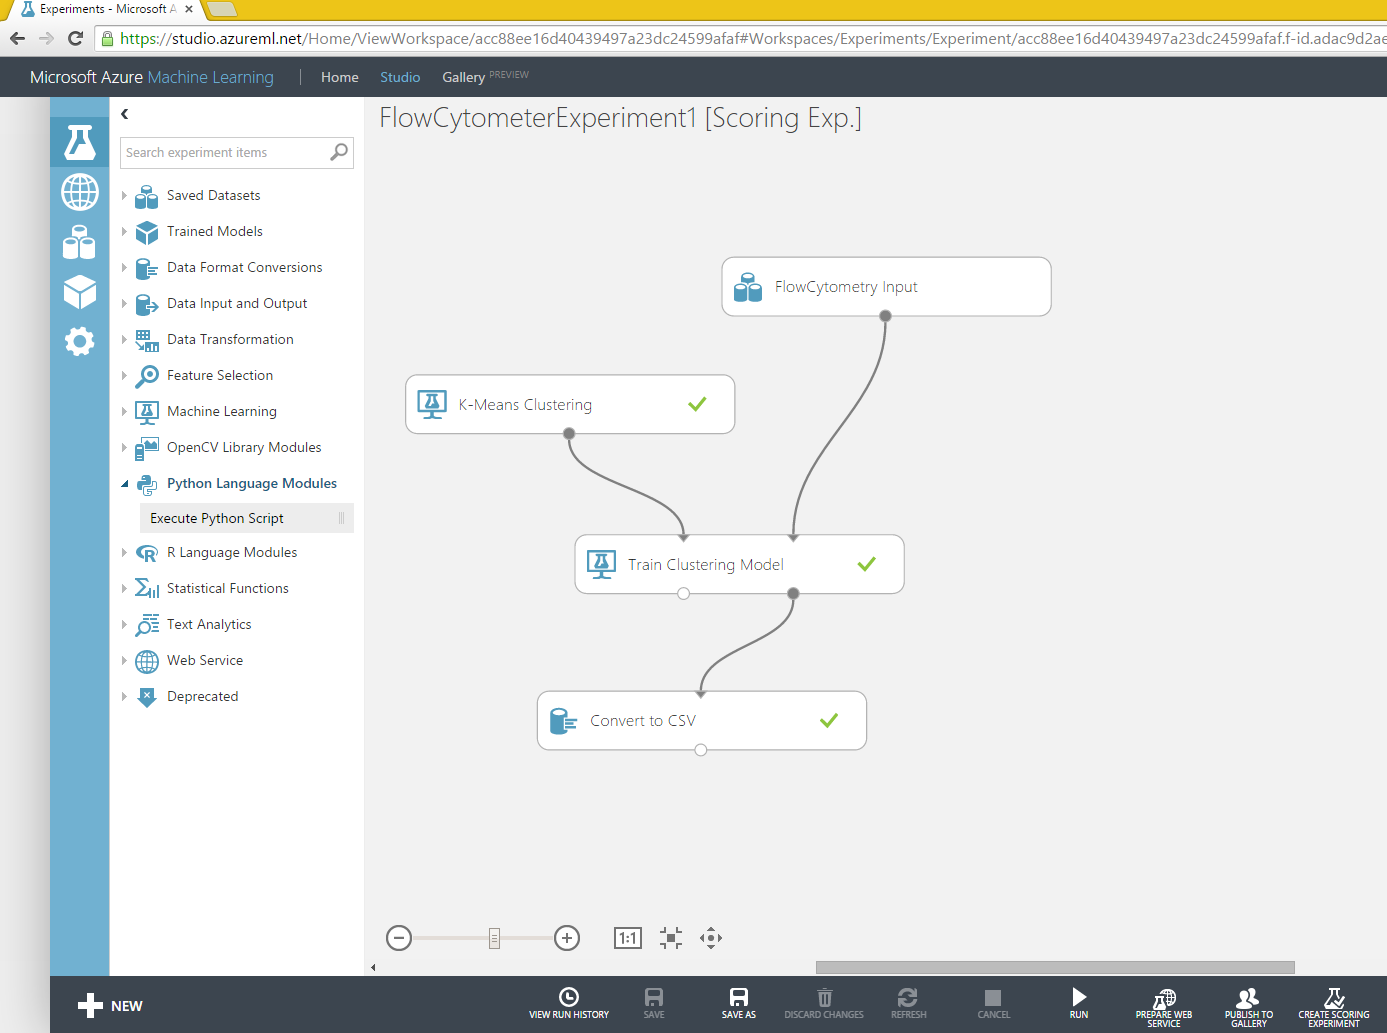 Experiments - Microsoft A
https://studio.azureml.net/Home/ViewWorkspace/acc88ee16d40439497a23dc24599afaf#Workspaces/Experiments/Experiment/acc88ee16d40439497a23dc24599afaf.f-id.adac9d2ae
Microsoft Azure Machine Learning | Home Studio Gallery PREVIEW
FlowCytometerExperiment1 [Scoring Exp.]
Search experiment items
Saved Datasets
Trained Models
Data Format Conversions
Data Input and Output
Data Transformation
Feature Selection
Machine Learning
OpenCV Library Modules
Python Language Modules
Execute Python Script
R Language Modules
Statistical Functions
Text Analytics
Web Service
Deprecated
FlowCytometry Input
K-Means Clustering
Train Clustering Model
Convert to CSV
1:1
NEW
VIEW RUN HISTORY
SAVE
SAVE AS
DISCARD CHANGES
REFRESH
CANCEL
RUN
PREPARE WEB
SERVICE
PUBLISH TO
GALLERY
CREATE SCORING
EXPERIMENT